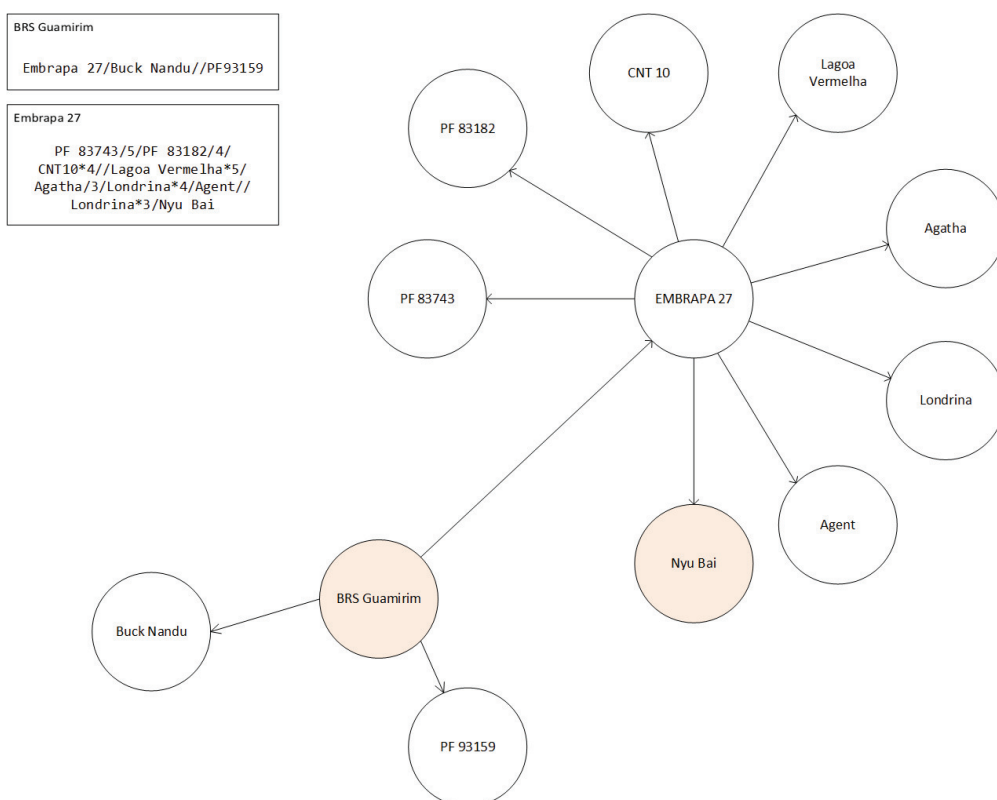 BRS Guamirim
Embrapa 27/Buck Nandu//PF93159
Embrapa 27
PF 83743/5/PF 83182/4/
CNT10*4//Lagoa Vermelha*5/
Agatha/3/Londrina*4/Agent//
Londrina*3/Nyu Bai
CNT 10
Lagoa
Vermelha
PF 83182
Agatha
PF 83743
EMBRAPA 27
Londrina
Agent
Nyu Bai
BRS Guamirim
Buck Nandu
PF 93159